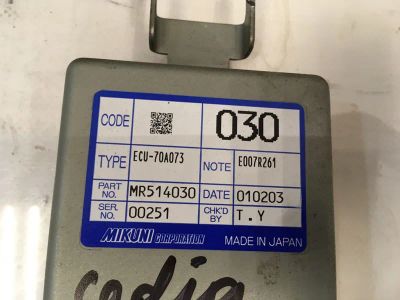 CODE 030
TYPE ECU-70A073 NOTE E007R261
PART NO. MR514030 DATE 010203
SER. NO. 00251 CHK'D BY T.Y
MIKUNI CORPORATION MADE IN JAPAN